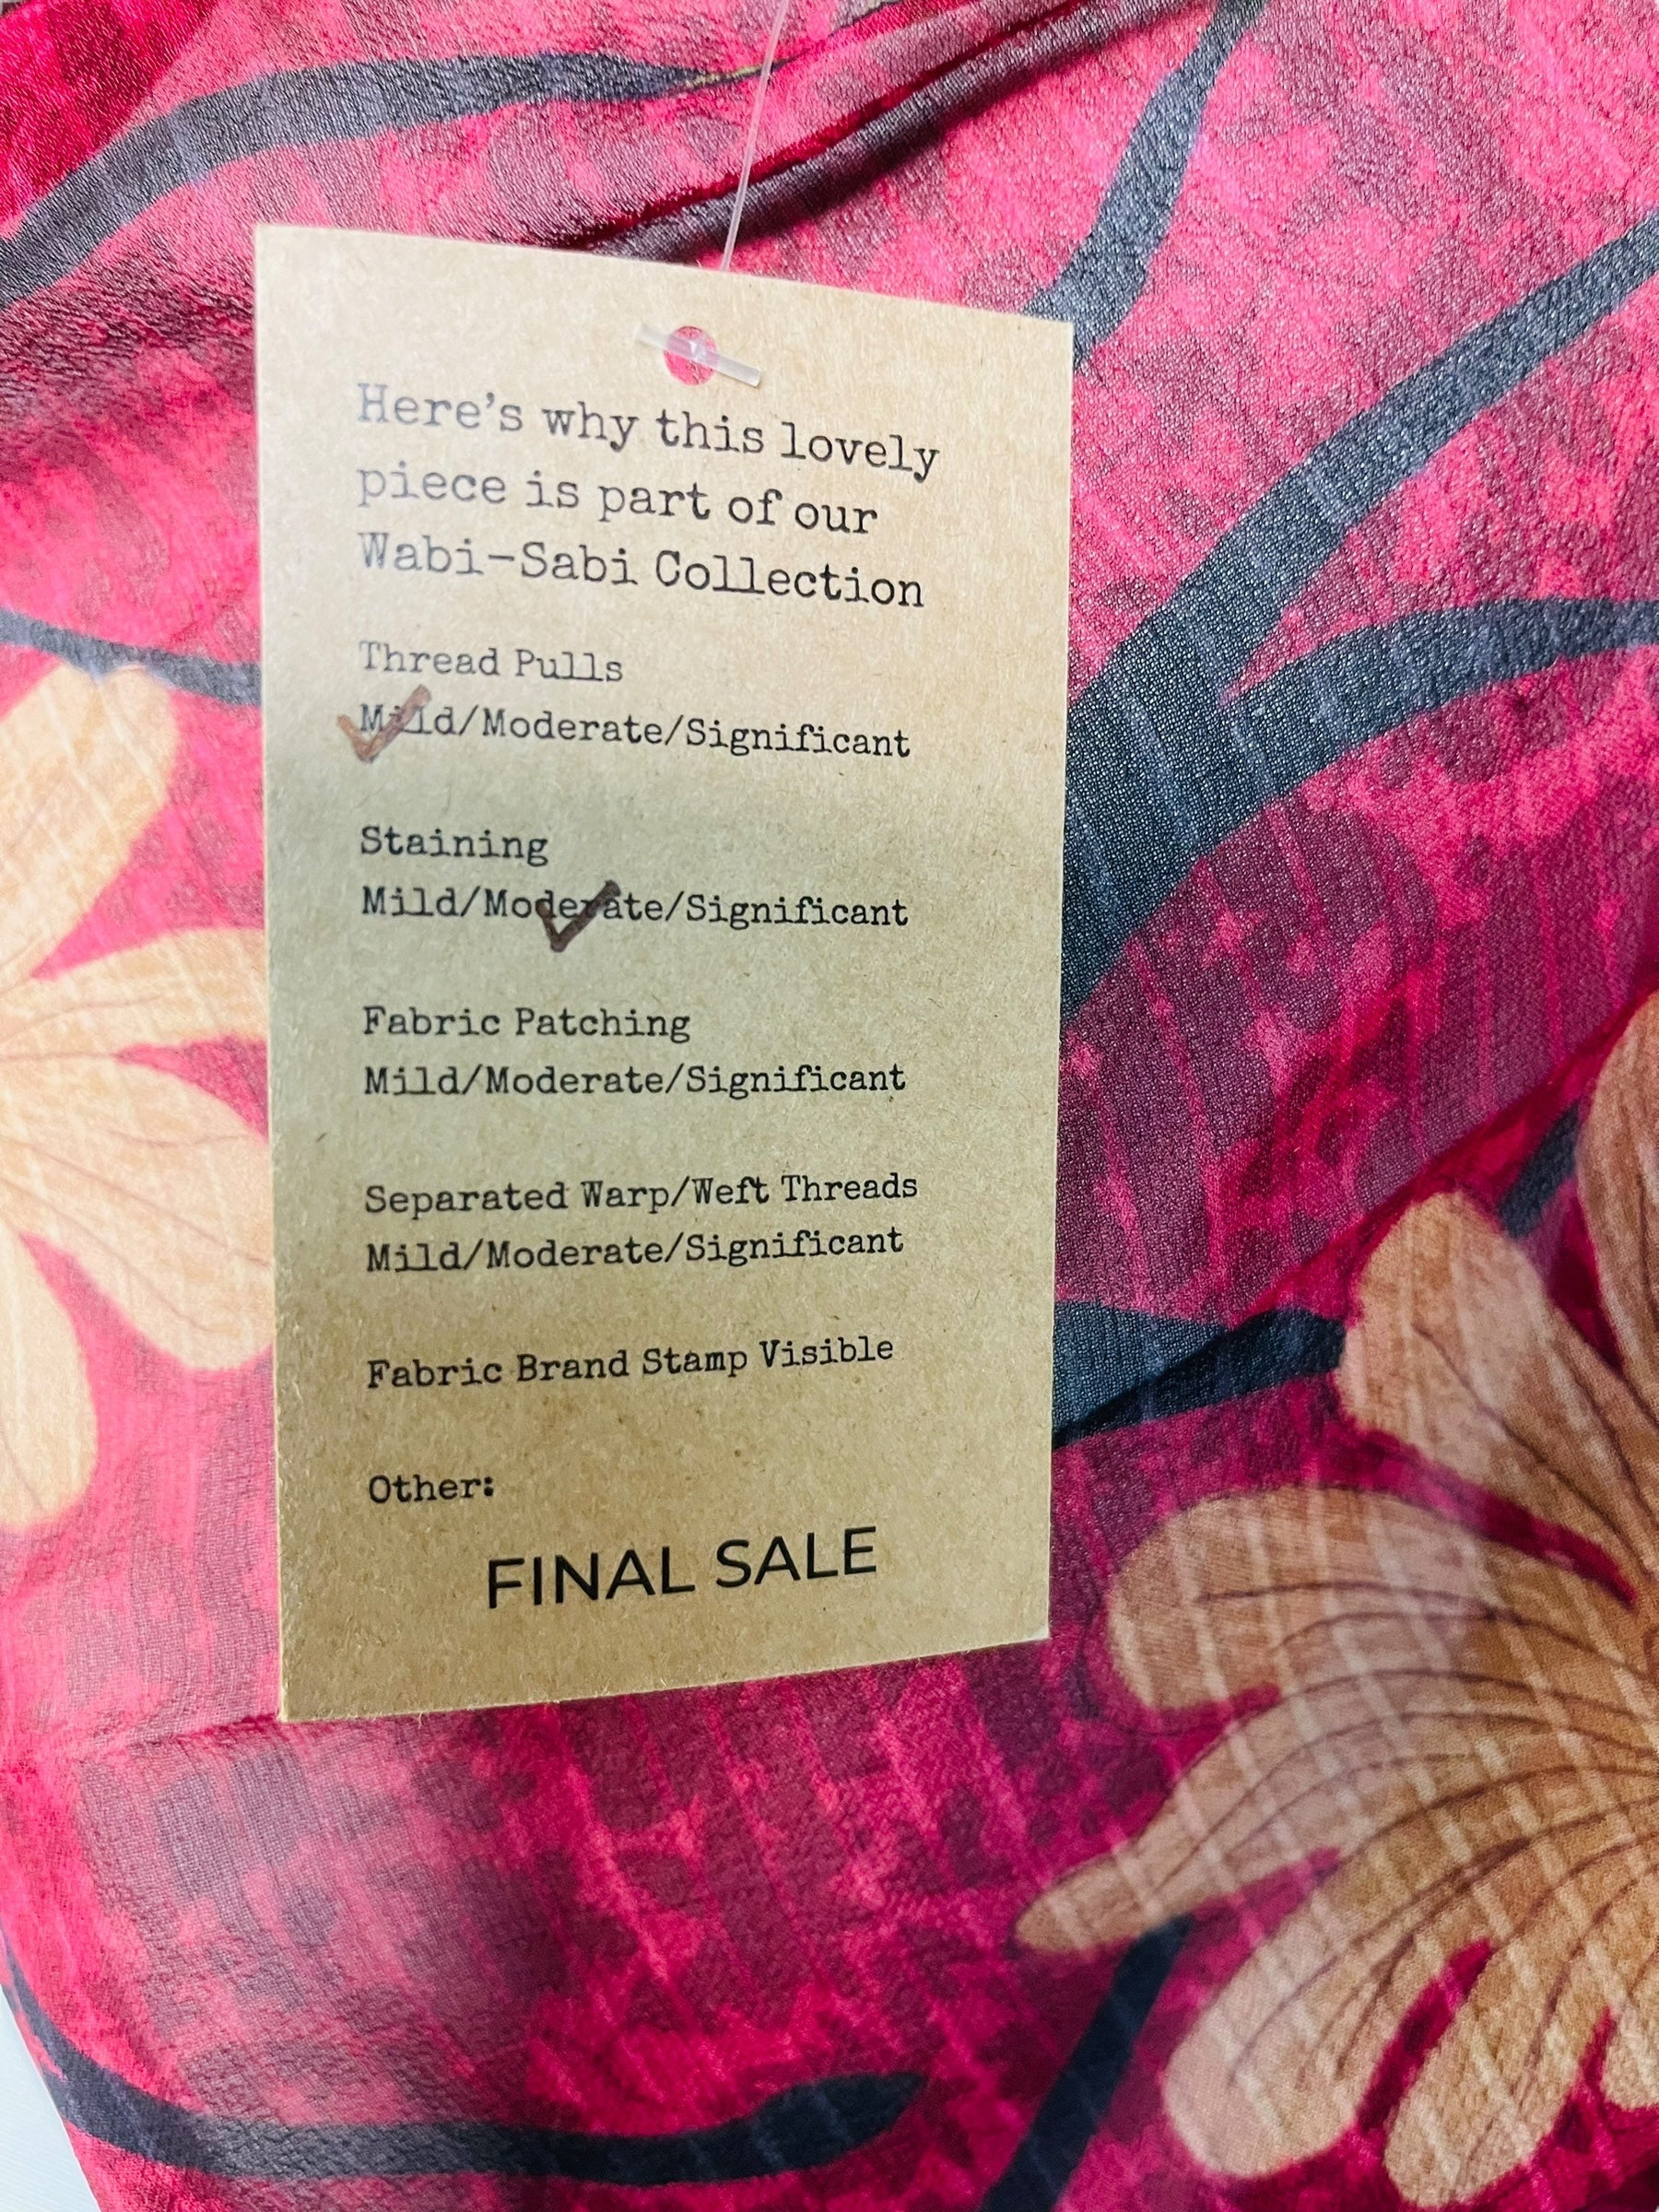 Here's why this lovely
piece is part of our
Wabi-Sabi Collection
Thread Pulls
Mild/Moderate/Significant
Staining
Mild/Moderate/Significant
Fabric Patching
Mild/Moderate/Significant
Separated Warp/Weft Threads
Mild/Moderate/Significant
Fabric Brand Stamp Visible
Other:
FINAL SALE